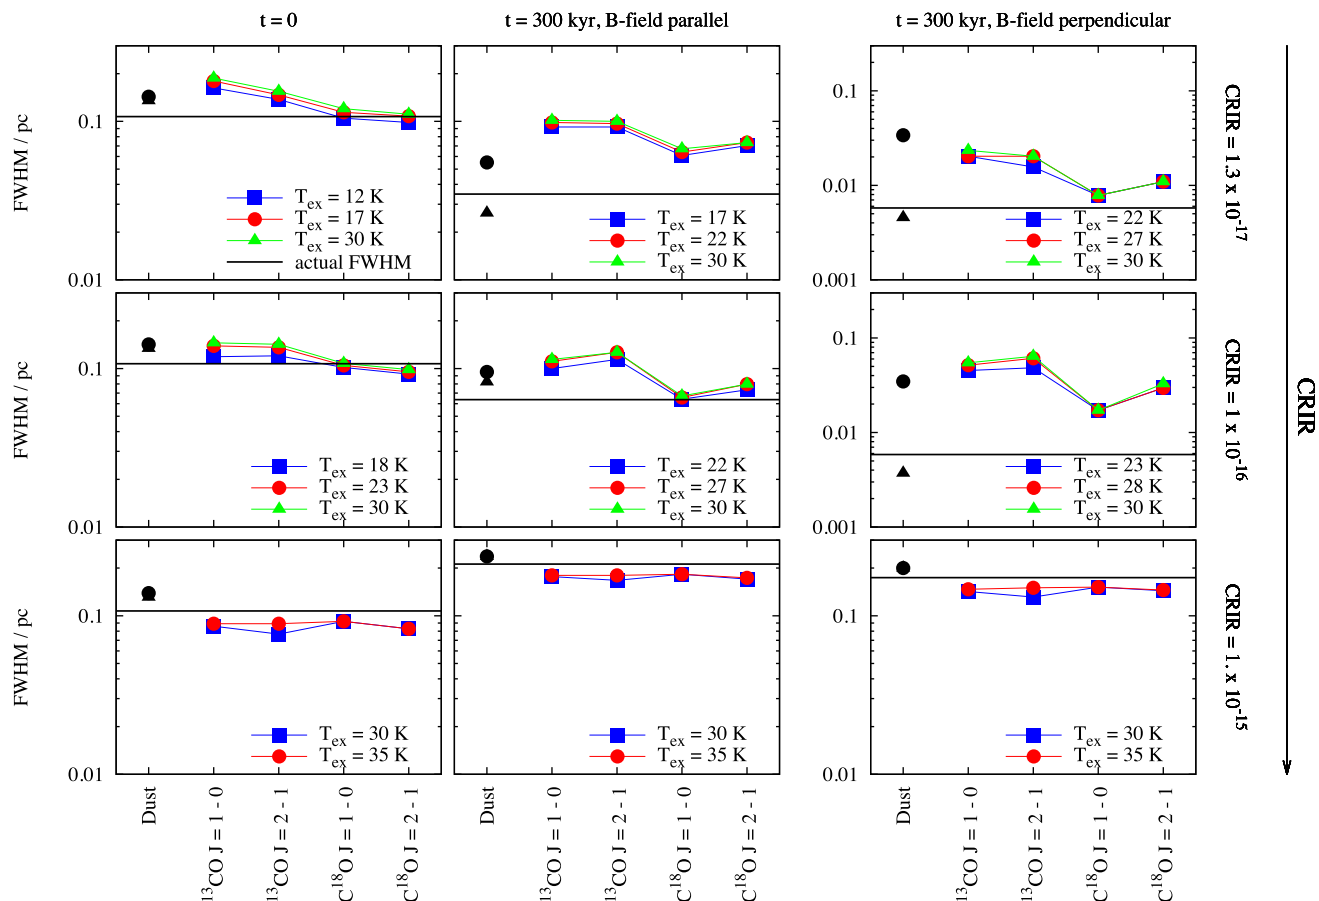 t = 0
t = 300 kyr, B-field parallel
t = 300 kyr, B-field perpendicular
FWHM / pc
0.1
0.01
T_ex = 12 K
T_ex = 17 K
T_ex = 30 K
actual FWHM
T_ex = 17 K
T_ex = 22 K
T_ex = 30 K
0.1
0.01
0.001
T_ex = 22 K
T_ex = 27 K
T_ex = 30 K
CRIR = 1.3 x 10^-17
FWHM / pc
0.1
0.01
T_ex = 18 K
T_ex = 23 K
T_ex = 30 K
T_ex = 22 K
T_ex = 27 K
T_ex = 30 K
0.1
0.01
0.001
T_ex = 23 K
T_ex = 28 K
T_ex = 30 K
CRIR = 1 x 10^-16
CRIR
FWHM / pc
0.1
0.01
T_ex = 30 K
T_ex = 35 K
T_ex = 30 K
T_ex = 35 K
T_ex = 30 K
T_ex = 35 K
CRIR = 1. x 10^-15
Dust
^13CO J = 1 - 0
^13CO J = 2 - 1
C^18O J = 1 - 0
C^18O J = 2 - 1
Dust
^13CO J = 1 - 0
^13CO J = 2 - 1
C^18O J = 1 - 0
C^18O J = 2 - 1
Dust
^13CO J = 1 - 0
^13CO J = 2 - 1
C^18O J = 1 - 0
C^18O J = 2 - 1